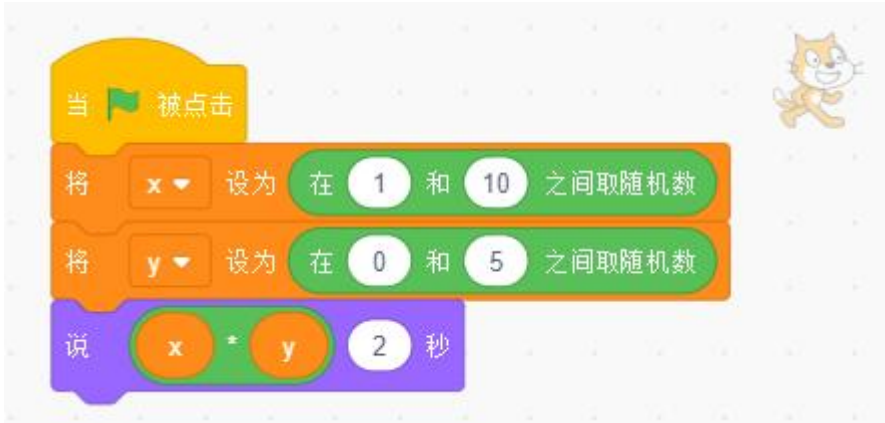 当 被点击
将 x 设为 在 1 和 10 之间取随机数
将 y 设为 在 0 和 5 之间取随机数
说 x * y 2 秒